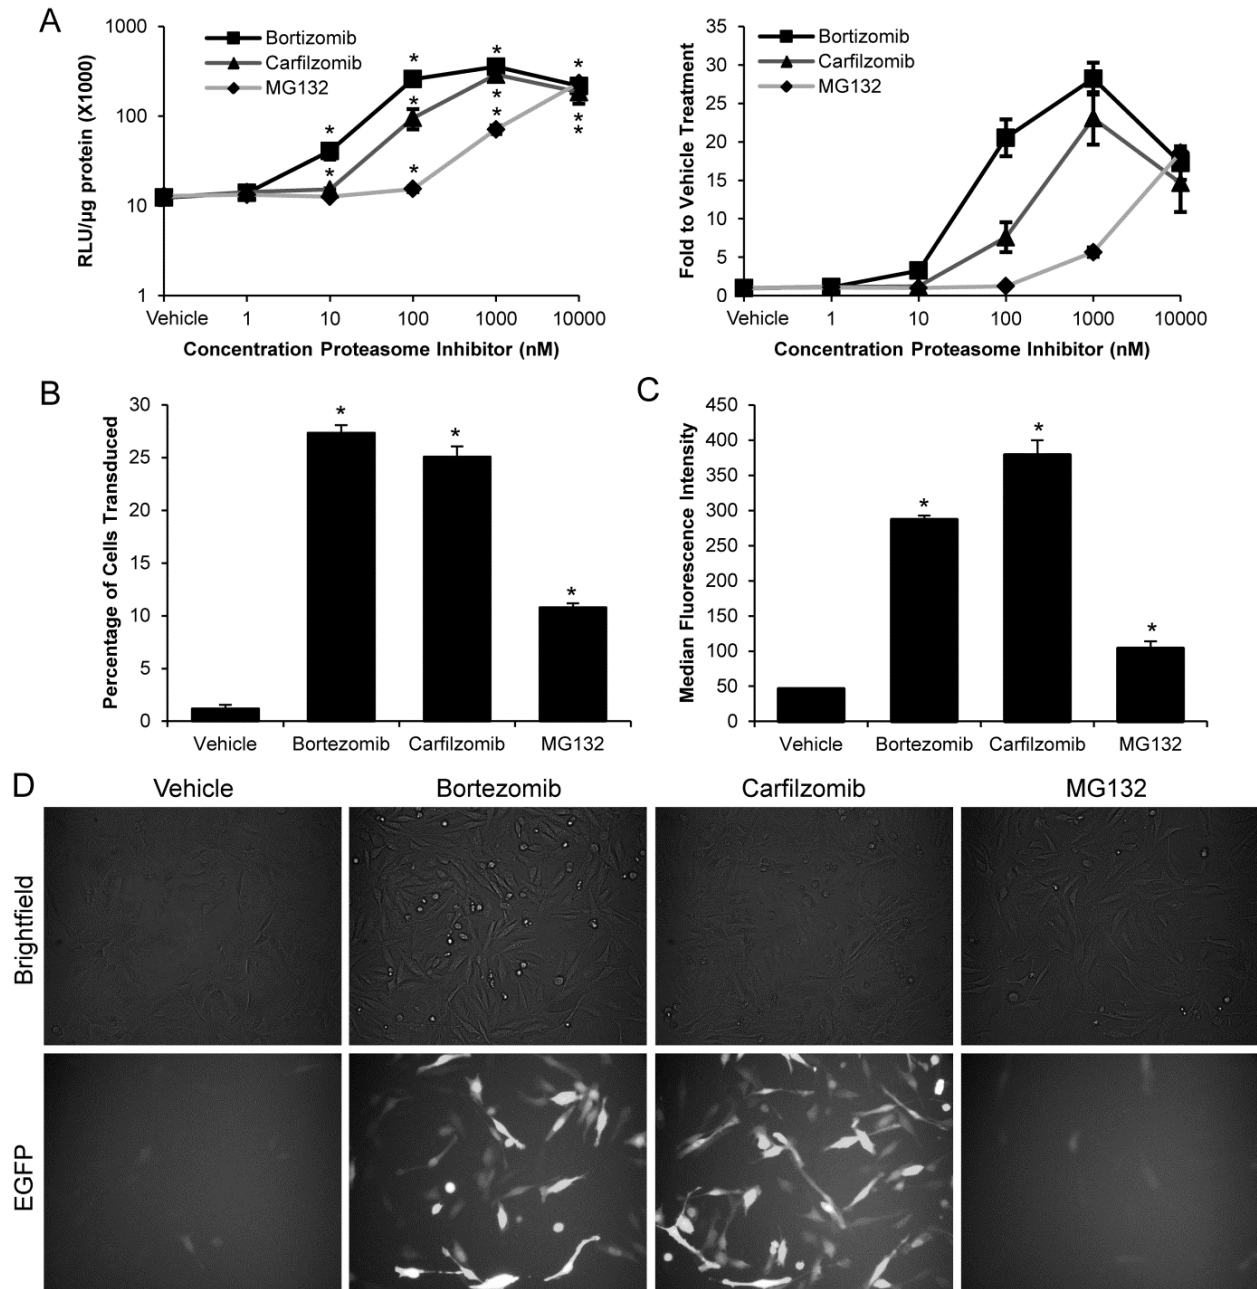 A
RLU/µg protein (X1000)
1000
100
10
1
Bortizomib
Carfilzomib
MG132
* * * *
* * * *
* * *
Vehicle 1 10 100 1000 10000
Concentration Proteasome Inhibitor (nM)
Fold to Vehicle Treatment
35
30
25
20
15
10
5
0
Bortizomib
Carfilzomib
MG132
Vehicle 1 10 100 1000 10000
Concentration Proteasome Inhibitor (nM)
B
Percentage of Cells Transduced
30
25
20
15
10
5
0
* * *
Vehicle Bortezomib Carfilzomib MG132
C
Median Fluorescence Intensity
450
400
350
300
250
200
150
100
50
0
* * *
Vehicle Bortezomib Carfilzomib MG132
D
Vehicle Bortezomib Carfilzomib MG132
Brightfield
EGFP